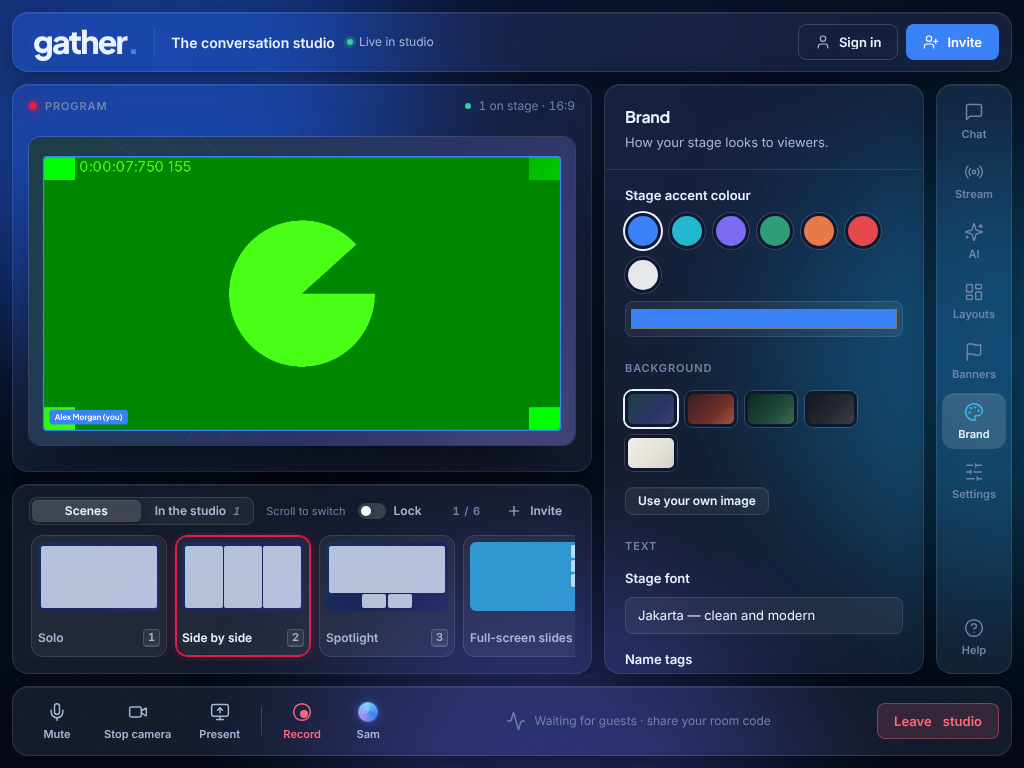 gather.
The conversation studio
Live in studio
Sign in
Invite
PROGRAM
1 on stage · 16:9
0:00:07:750 155
Alex Morgan (you)
Scenes
In the studio 1
Scroll to switch
Lock
1 / 6
Invite
Solo
1
Side by side
2
Spotlight
3
Full-screen slides
Brand
How your stage looks to viewers.
Stage accent colour
BACKGROUND
Use your own image
TEXT
Stage font
Jakarta — clean and modern
Name tags
Chat
Stream
AI
Layouts
Banners
Brand
Settings
Help
Mute
Stop camera
Present
Record
Sam
Waiting for guests · share your room code
Leave studio